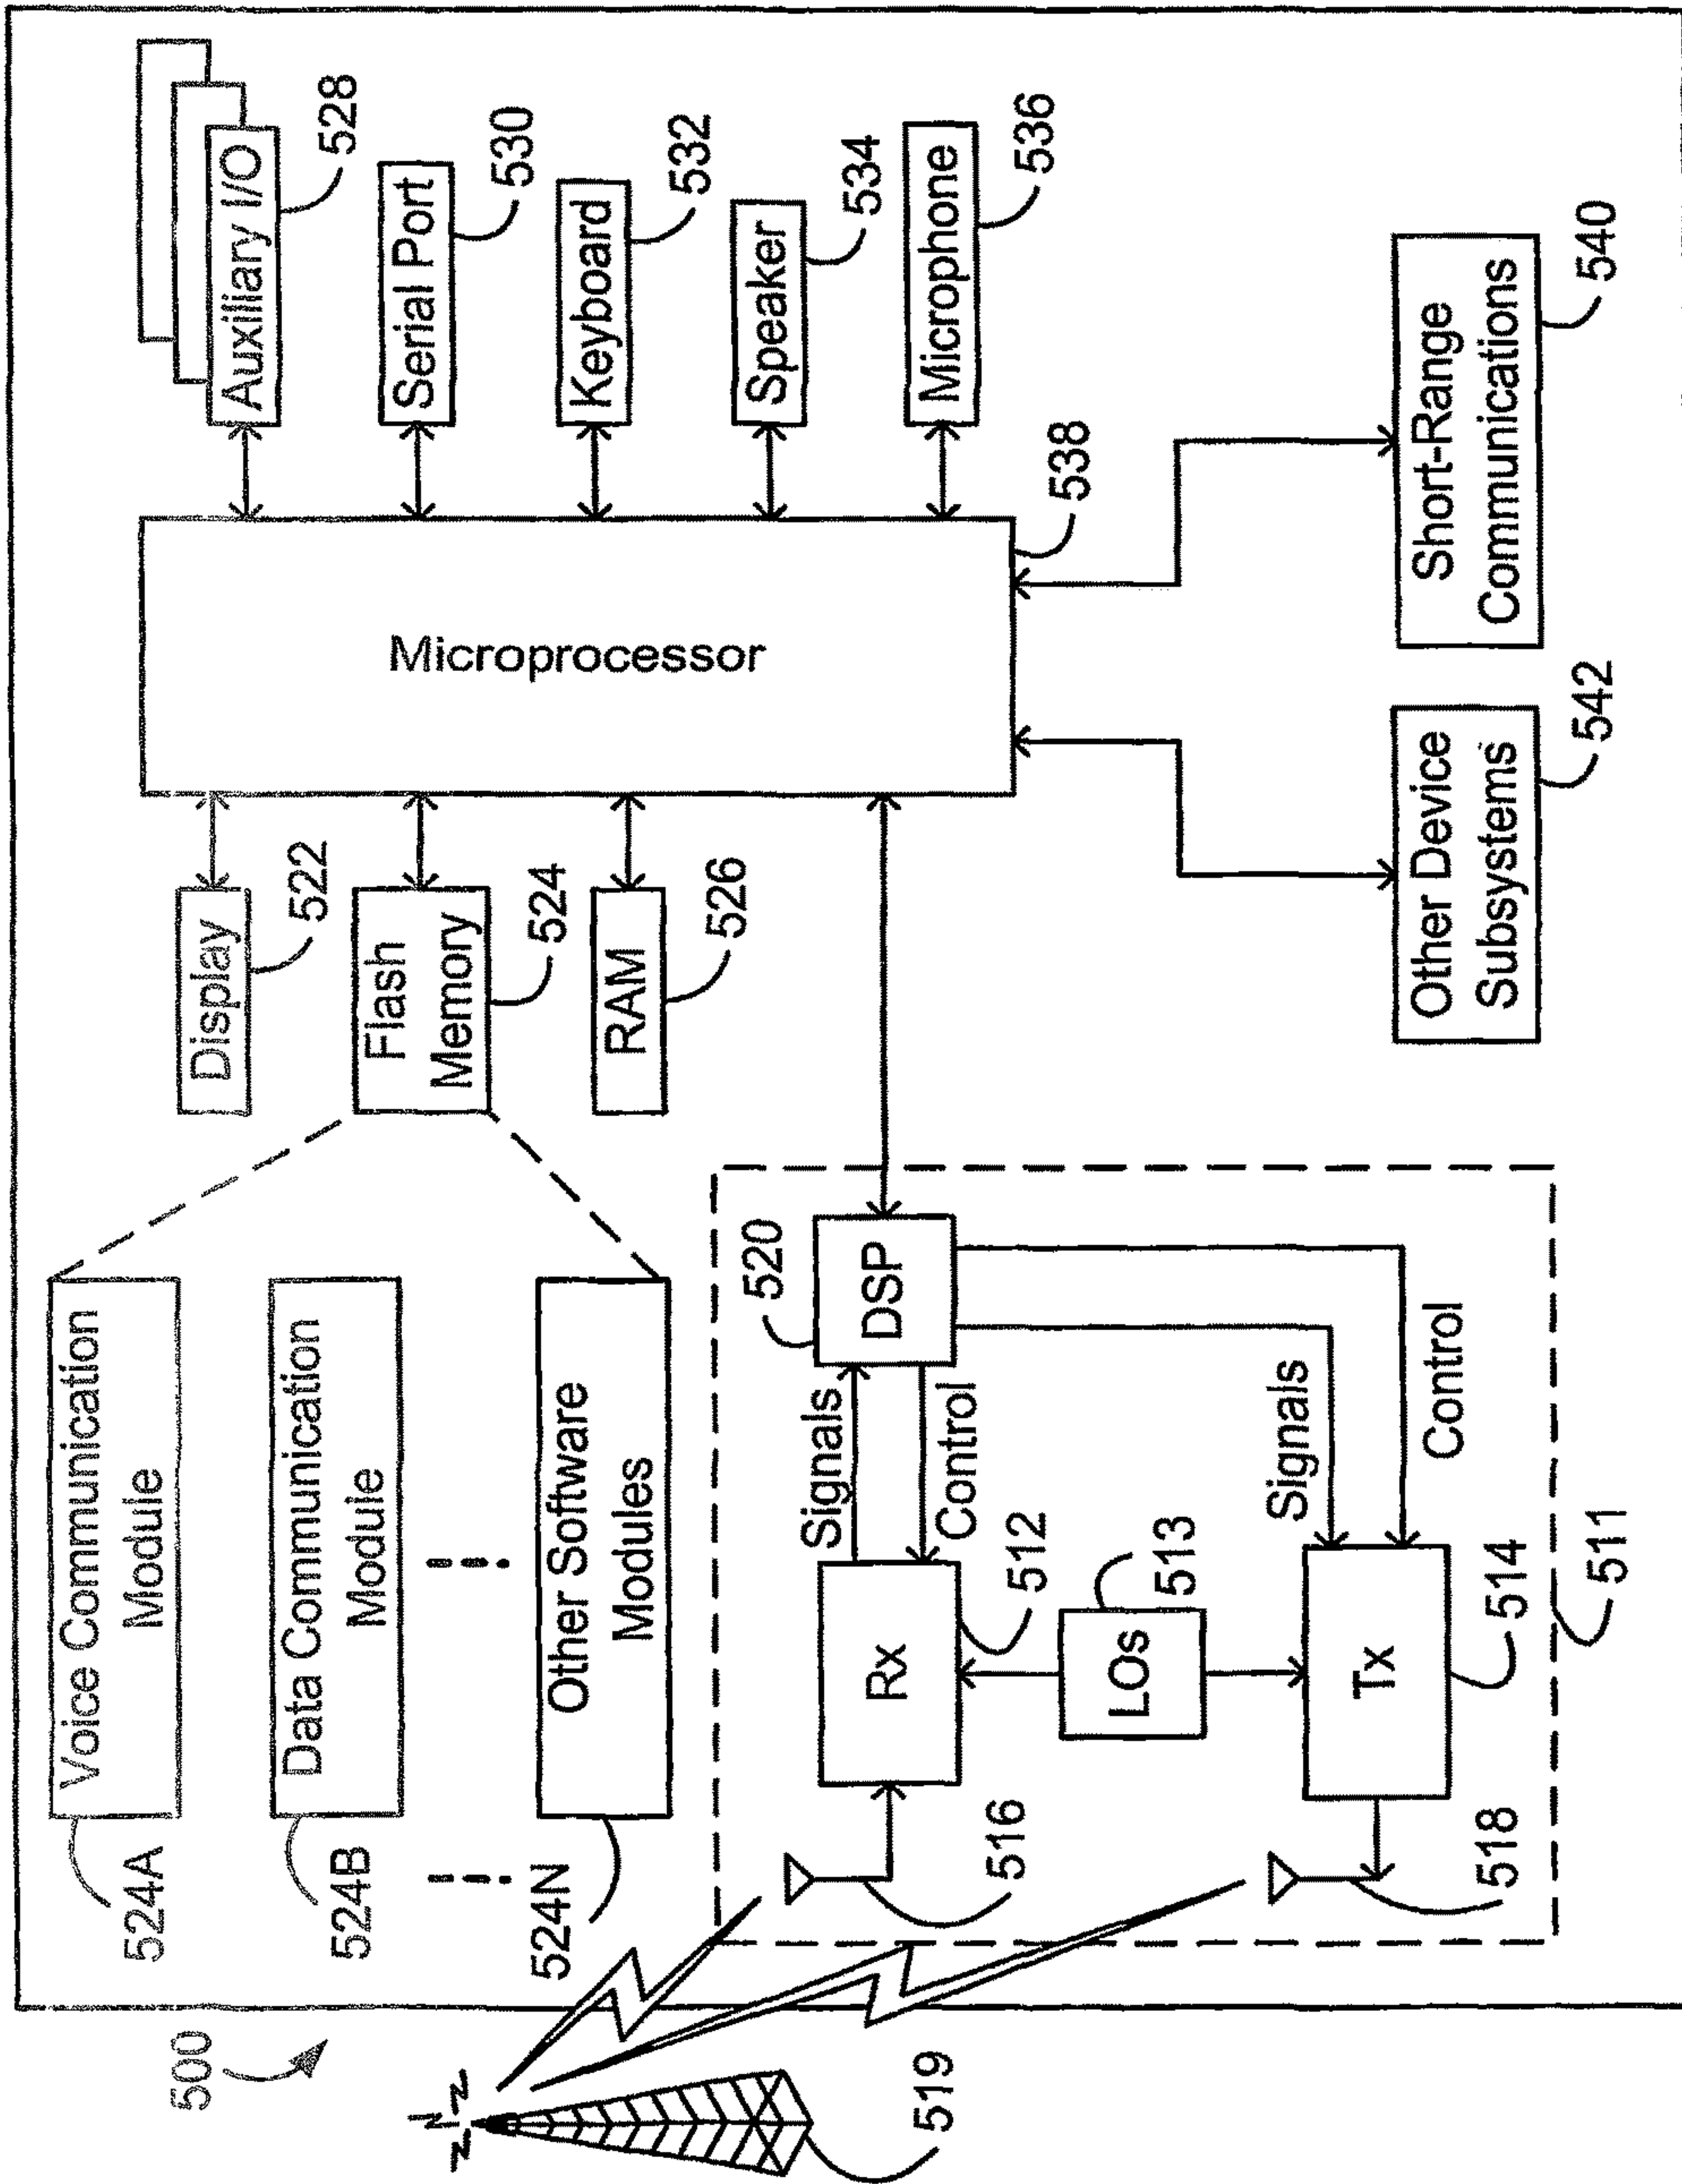 500
524A
Voice Communication
Module
524B
Data Communication
Module
524N
Other Software
Modules
Display
522
Flash
Memory
524
RAM
526
Microprocessor
538
Auxiliary I/O
528
Serial Port
530
Keyboard
532
Speaker
534
Microphone
536
Short-Range
Communications
540
Other Device
Subsystems
542
519
516
518
Rx
512
Signals
Control
DSP
520
LOs
513
Signals
Control
Tx
514
511